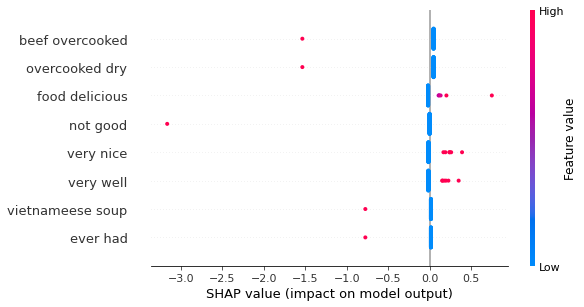 High
beef overcooked
overcooked dry
food delicious
not good
very nice
very well
vietnameese soup
ever had
Feature value
Low
−3.0 −2.5 −2.0 −1.5 −1.0 −0.5 0.0 0.5
SHAP value (impact on model output)